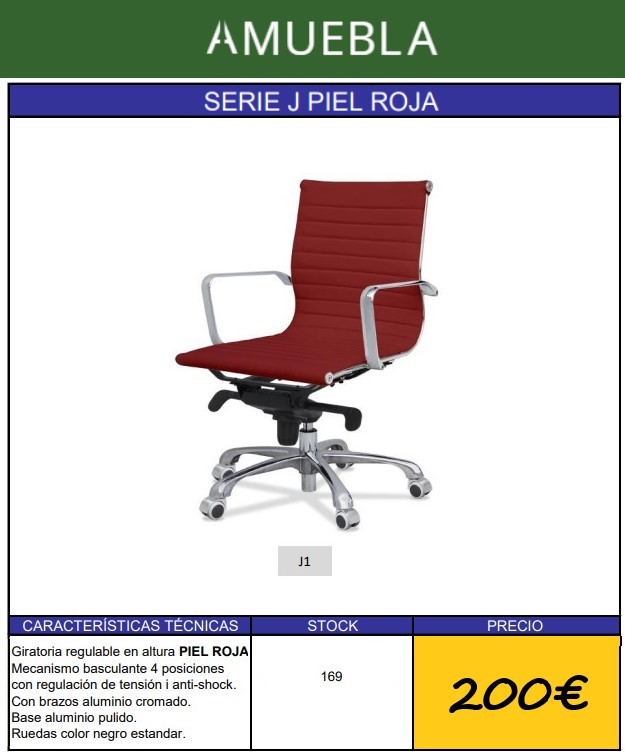 AMUEBLA
SERIE J PIEL ROJA
J1
CARACTERÍSTICAS TÉCNICAS
STOCK
PRECIO
Giratoria regulable en altura PIEL ROJA
Mecanismo basculante 4 posiciones
con regulación de tensión i anti-shock.
Con brazos aluminio cromado.
Base aluminio pulido.
Ruedas color negro estandar.
169
200€